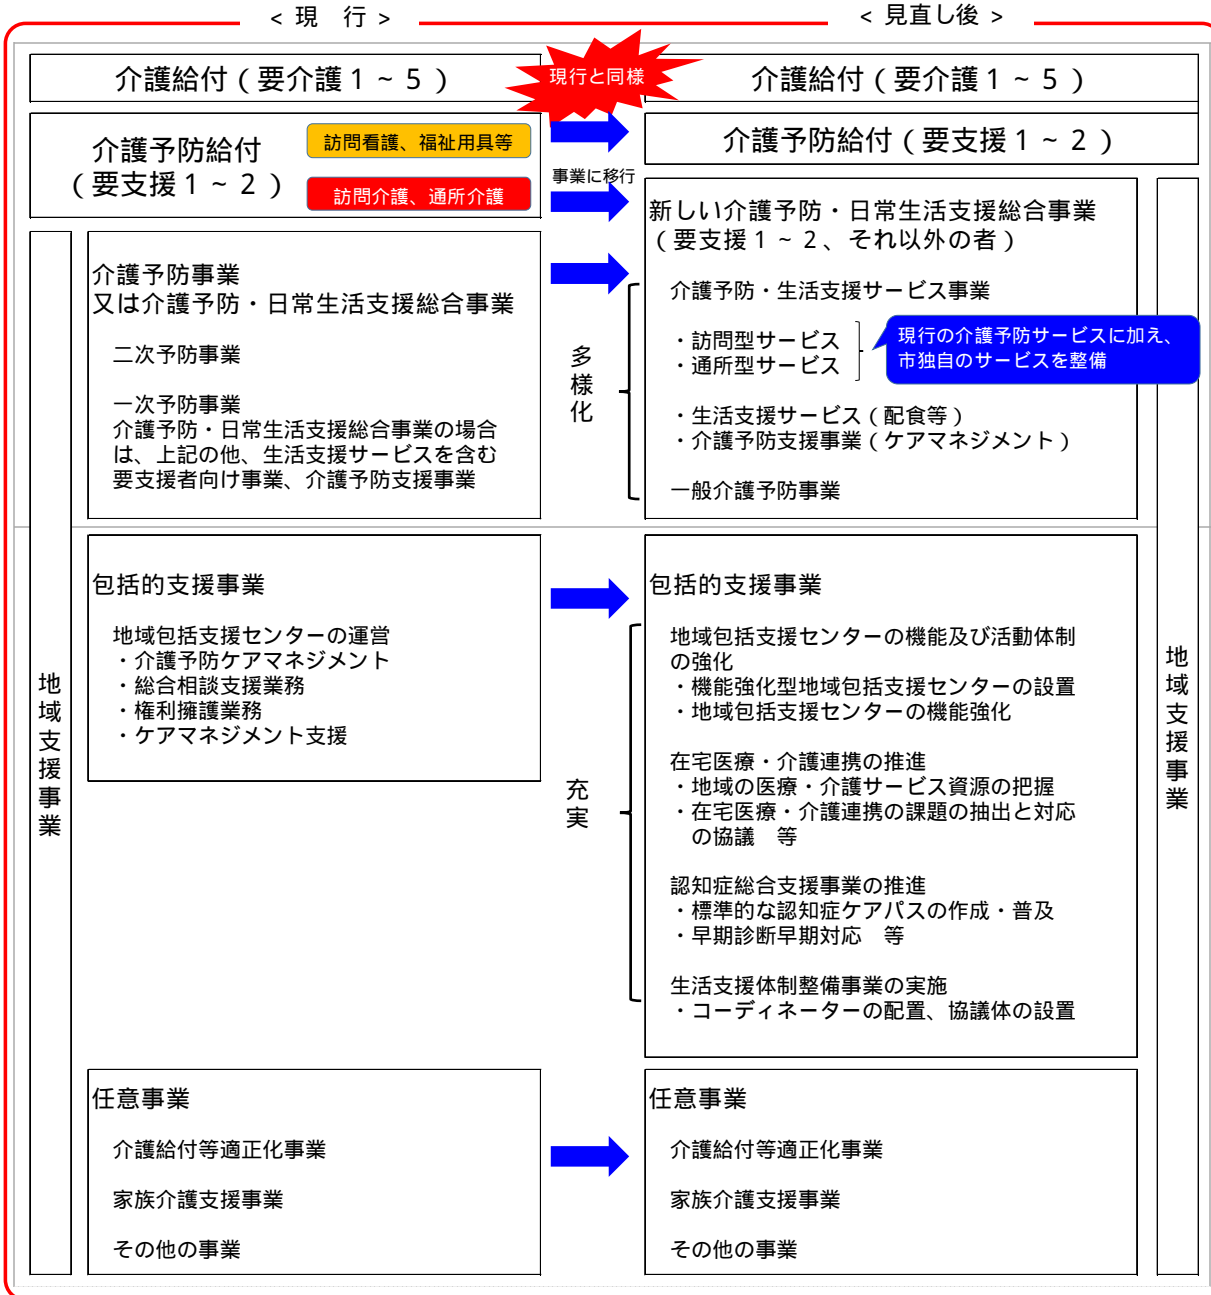 ＜ 現　行 ＞
＜ 見直し後 ＞
介護給付（要介護１～５）
現行と同様
介護給付（要介護１～５）
介護予防給付
（要支援１～２）
訪問看護、福祉用具等
訪問介護、通所介護
介護予防給付（要支援１～２）
事業に移行
新しい介護予防・日常生活支援総合事業
（要支援１～２、それ以外の者）
介護予防事業
又は介護予防・日常生活支援総合事業
二次予防事業
一次予防事業
介護予防・日常生活支援総合事業の場合
は、上記の他、生活支援サービスを含む
要支援者向け事業、介護予防支援事業
多様化
介護予防・生活支援サービス事業
・訪問型サービス
・通所型サービス
現行の介護予防サービスに加え、
市独自のサービスを整備
・生活支援サービス（配食等）
・介護予防支援事業（ケアマネジメント）
一般介護予防事業
地域支援事業
包括的支援事業
地域包括支援センターの運営
・介護予防ケアマネジメント
・総合相談支援業務
・権利擁護業務
・ケアマネジメント支援
充実
包括的支援事業
地域包括支援センターの機能及び活動体制
の強化
・機能強化型地域包括支援センターの設置
・地域包括支援センターの機能強化
在宅医療・介護連携の推進
・地域の医療・介護サービス資源の把握
・在宅医療・介護連携の課題の抽出と対応
の協議　等
認知症総合支援事業の推進
・標準的な認知症ケアパスの作成・普及
・早期診断早期対応　等
生活支援体制整備事業の実施
・コーディネーターの配置、協議体の設置
地域支援事業
任意事業
介護給付等適正化事業
家族介護支援事業
その他の事業
任意事業
介護給付等適正化事業
家族介護支援事業
その他の事業